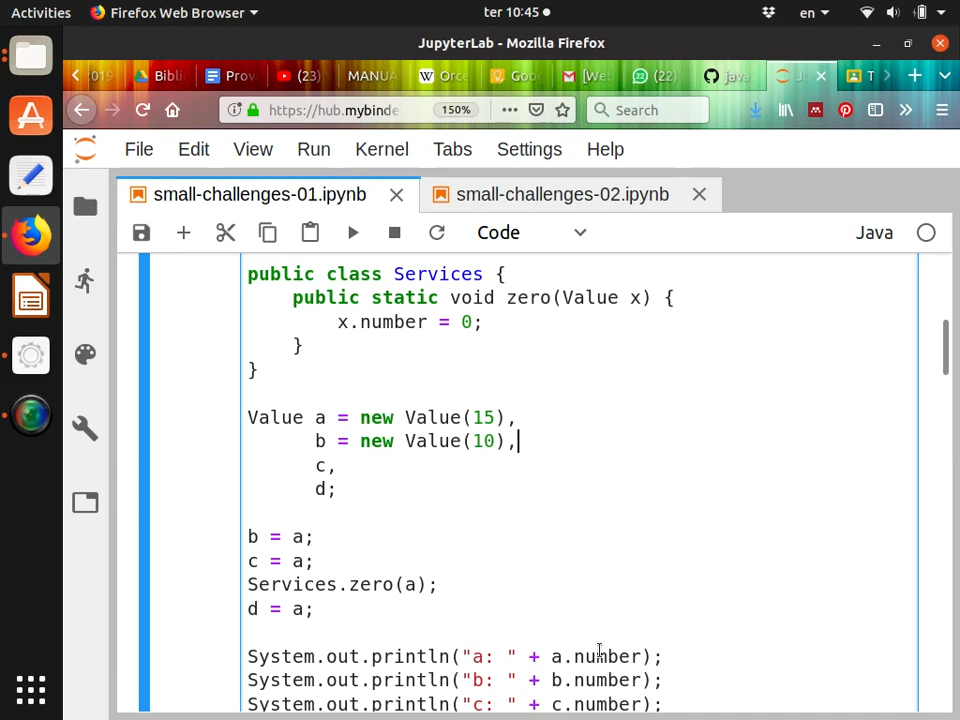 Activities Firefox Web Browser ter 10:45 en
JupyterLab - Mozilla Firefox
2019 Bibli Prov (23) MANUA Orce Goo [Wet (22) java T
https://hub.mybinde 150% Search
File Edit View Run Kernel Tabs Settings Help
small-challenges-01.ipynb small-challenges-02.ipynb
Code Java
public class Services {
public static void zero(Value x) {
x.number = 0;
}
}
Value a = new Value(15),
b = new Value(10),
c,
d;
b = a;
c = a;
Services.zero(a);
d = a;
System.out.println("a: " + a.number);
System.out.println("b: " + b.number);
System.out.println("c: " + c.number);